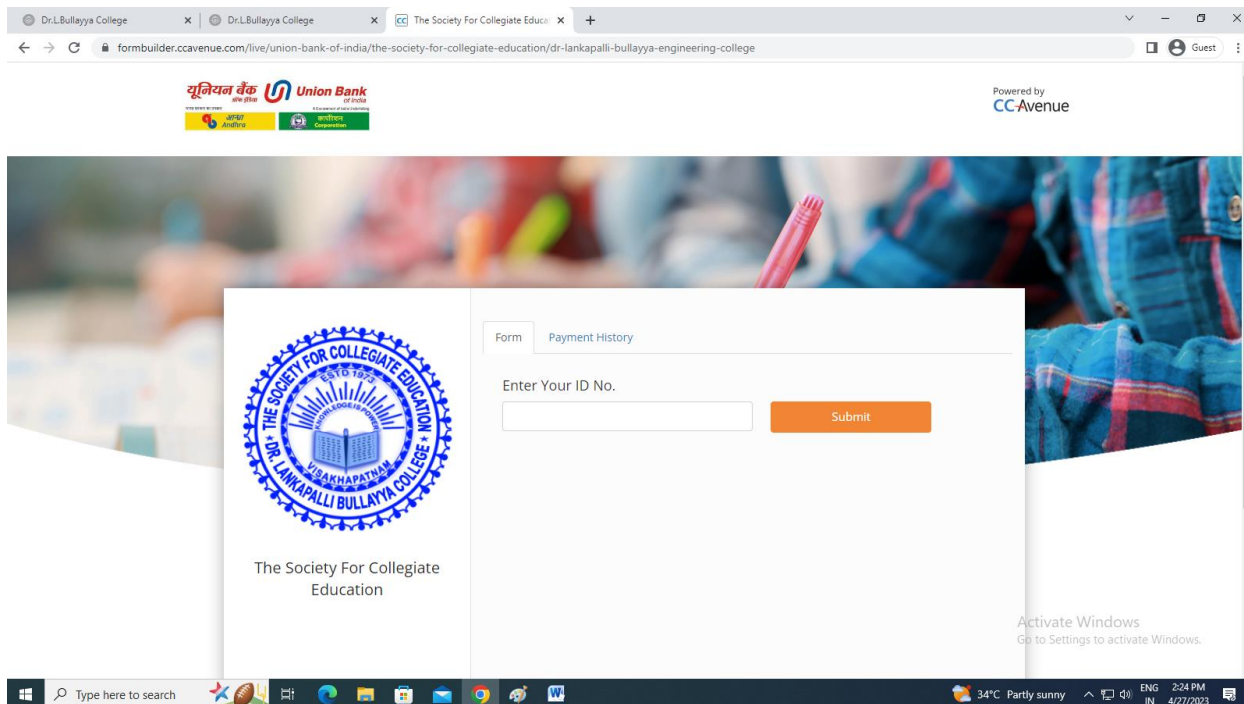 Dr.L.Bullayya College
Dr.L.Bullayya College
The Society For Collegiate Educa
formbuilder.ccavenue.com/live/union-bank-of-india/the-society-for-collegiate-education/dr-lankapalli-bullayya-engineering-college
Guest
यूनियन बैंक Union Bank
ऑफ इंडिया of India
आन्ध्रा Andhra
कार्पोरेशन Corporation
Powered by
CCAvenue
THE SOCIETY FOR COLLEGIATE EDUCATION
ESTD 1973
KNOWLEDGE IS POWER
VISAKHAPATNAM
DR. LANKAPALLI BULLAYYA COLLEGE
The Society For Collegiate
Education
Form Payment History
Enter Your ID No.
Submit
Activate Windows
Go to Settings to activate Windows.
Type here to search
34°C Partly sunny
ENG 2:24 PM
IN 4/27/2023